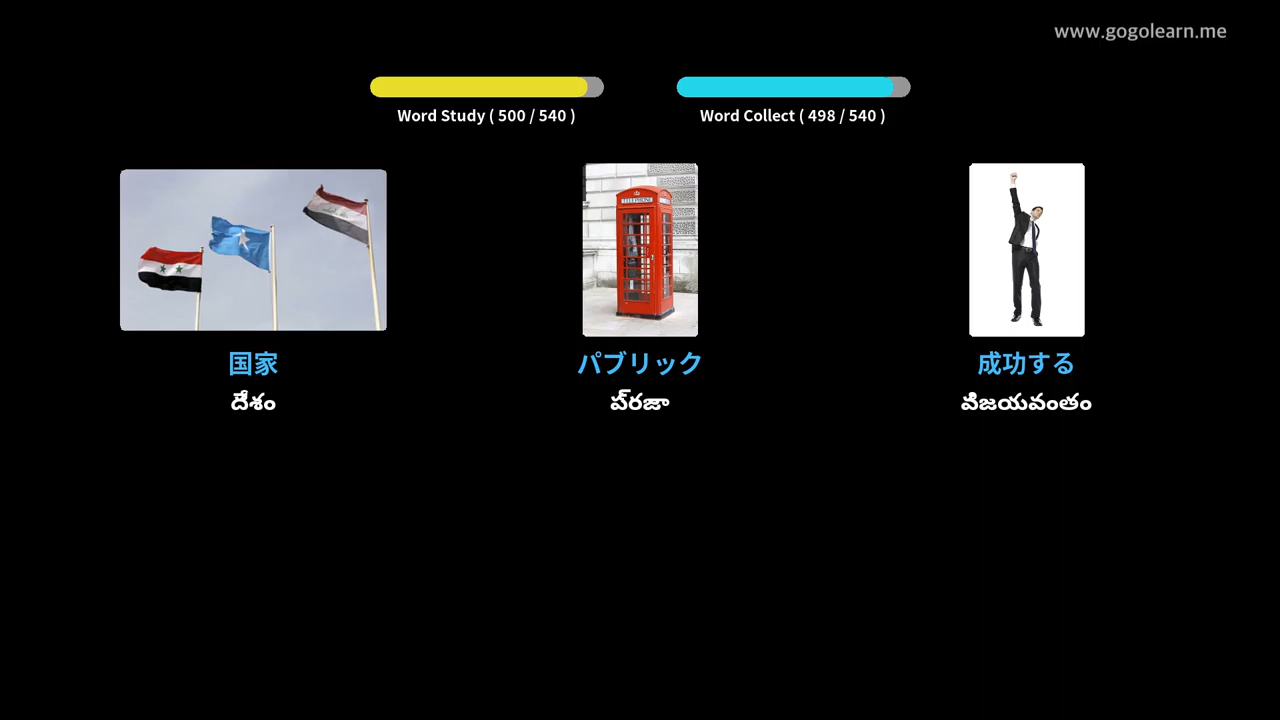 www.gogolearn.me
Word Study ( 500 / 540 )
Word Collect ( 498 / 540 )
TELEPHONE
国家
パブリック
成功する
దేశం
ప్రజా
విజయవంతం